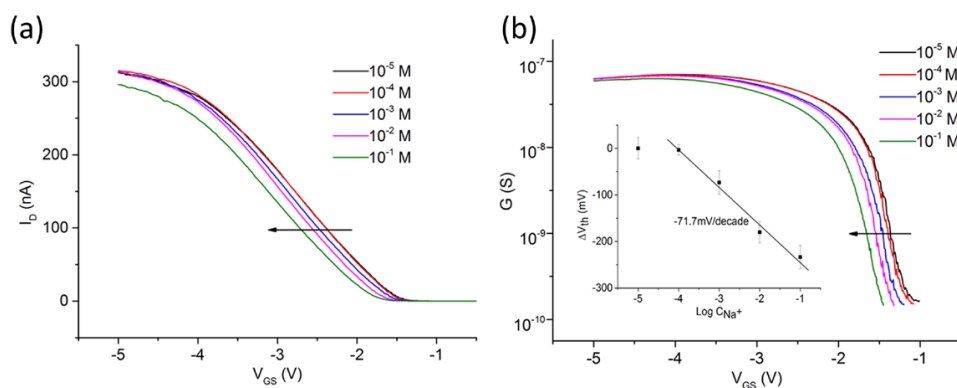 (a)
I_D (nA)
300
200
100
0
10⁻⁵ M
10⁻⁴ M
10⁻³ M
10⁻² M
10⁻¹ M
-5 -4 -3 -2 -1
V_GS (V)
(b)
G (S)
10⁻⁷
10⁻⁸
10⁻⁹
10⁻¹⁰
10⁻⁵ M
10⁻⁴ M
10⁻³ M
10⁻² M
10⁻¹ M
ΔV_th (mV)
0
-100
-200
-300
-71.7mV/decade
-5 -4 -3 -2 -1
Log C_Na⁺
-5 -4 -3 -2 -1
V_GS (V)